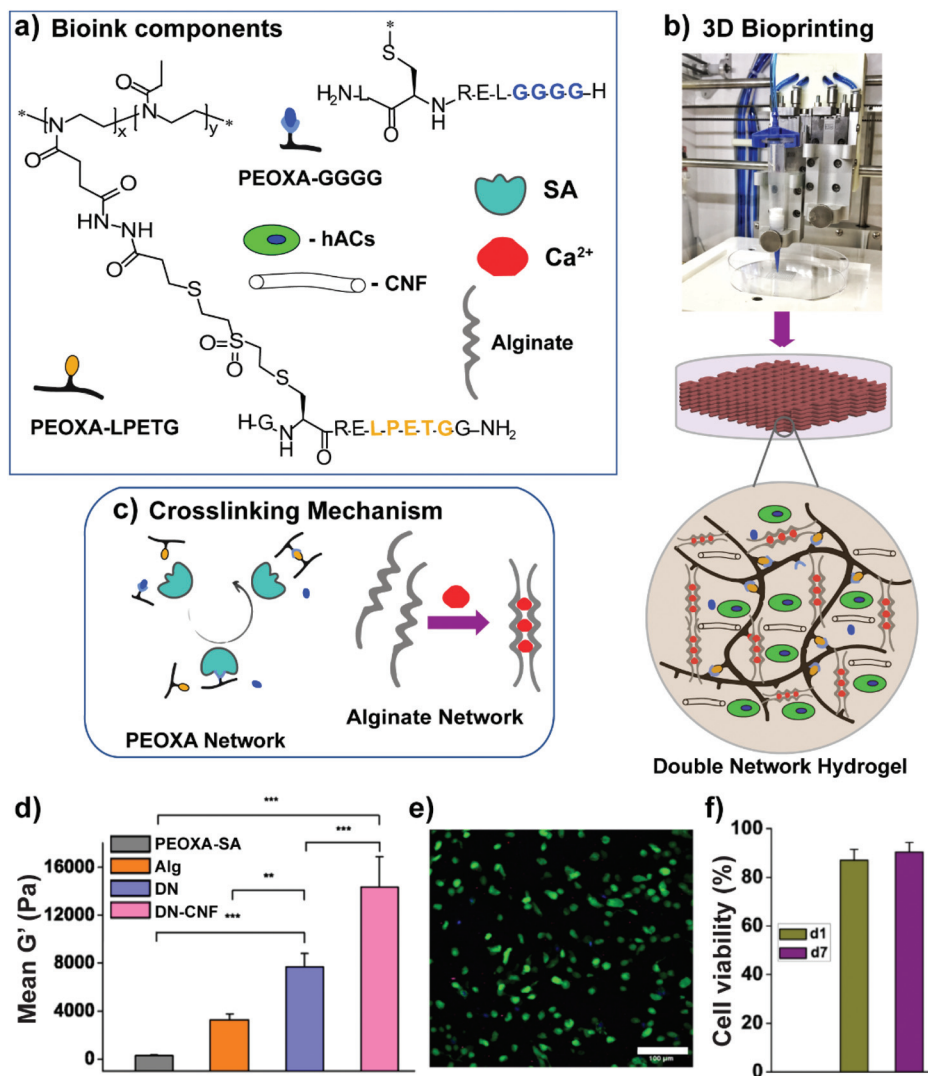 a) Bioink components
*
S
H₂N-L
O
N
H
R-E-L-GGGG-H
O
*
N
x
N
y
*
O
PEOXA-GGGG
O
HN-NH
O
S
O=S
O
S
SA
- hACs
- CNF
Ca²⁺
Alginate
PEOXA-LPETG
H-G
N
H
O
R-E-LPETG-G-NH₂
b) 3D Bioprinting
Double Network Hydrogel
c) Crosslinking Mechanism
PEOXA Network
Alginate Network
d)
Mean G' (Pa)
16000
12000
8000
4000
0
PEOXA-SA
Alg
DN
DN-CNF
***
***
**
***
e)
100 µm
f)
Cell viability (%)
100
80
60
40
20
0
d1
d7